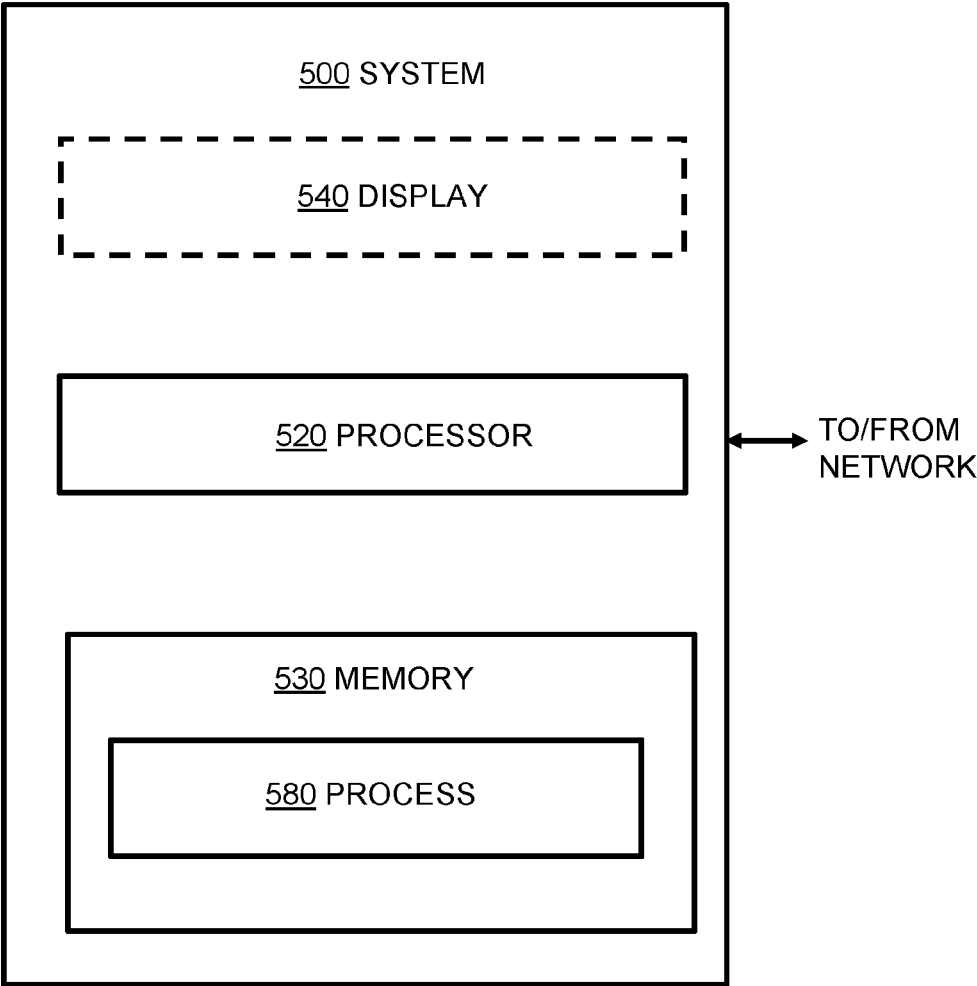 500 SYSTEM
540 DISPLAY
520 PROCESSOR
TO/FROM
NETWORK
530 MEMORY
580 PROCESS